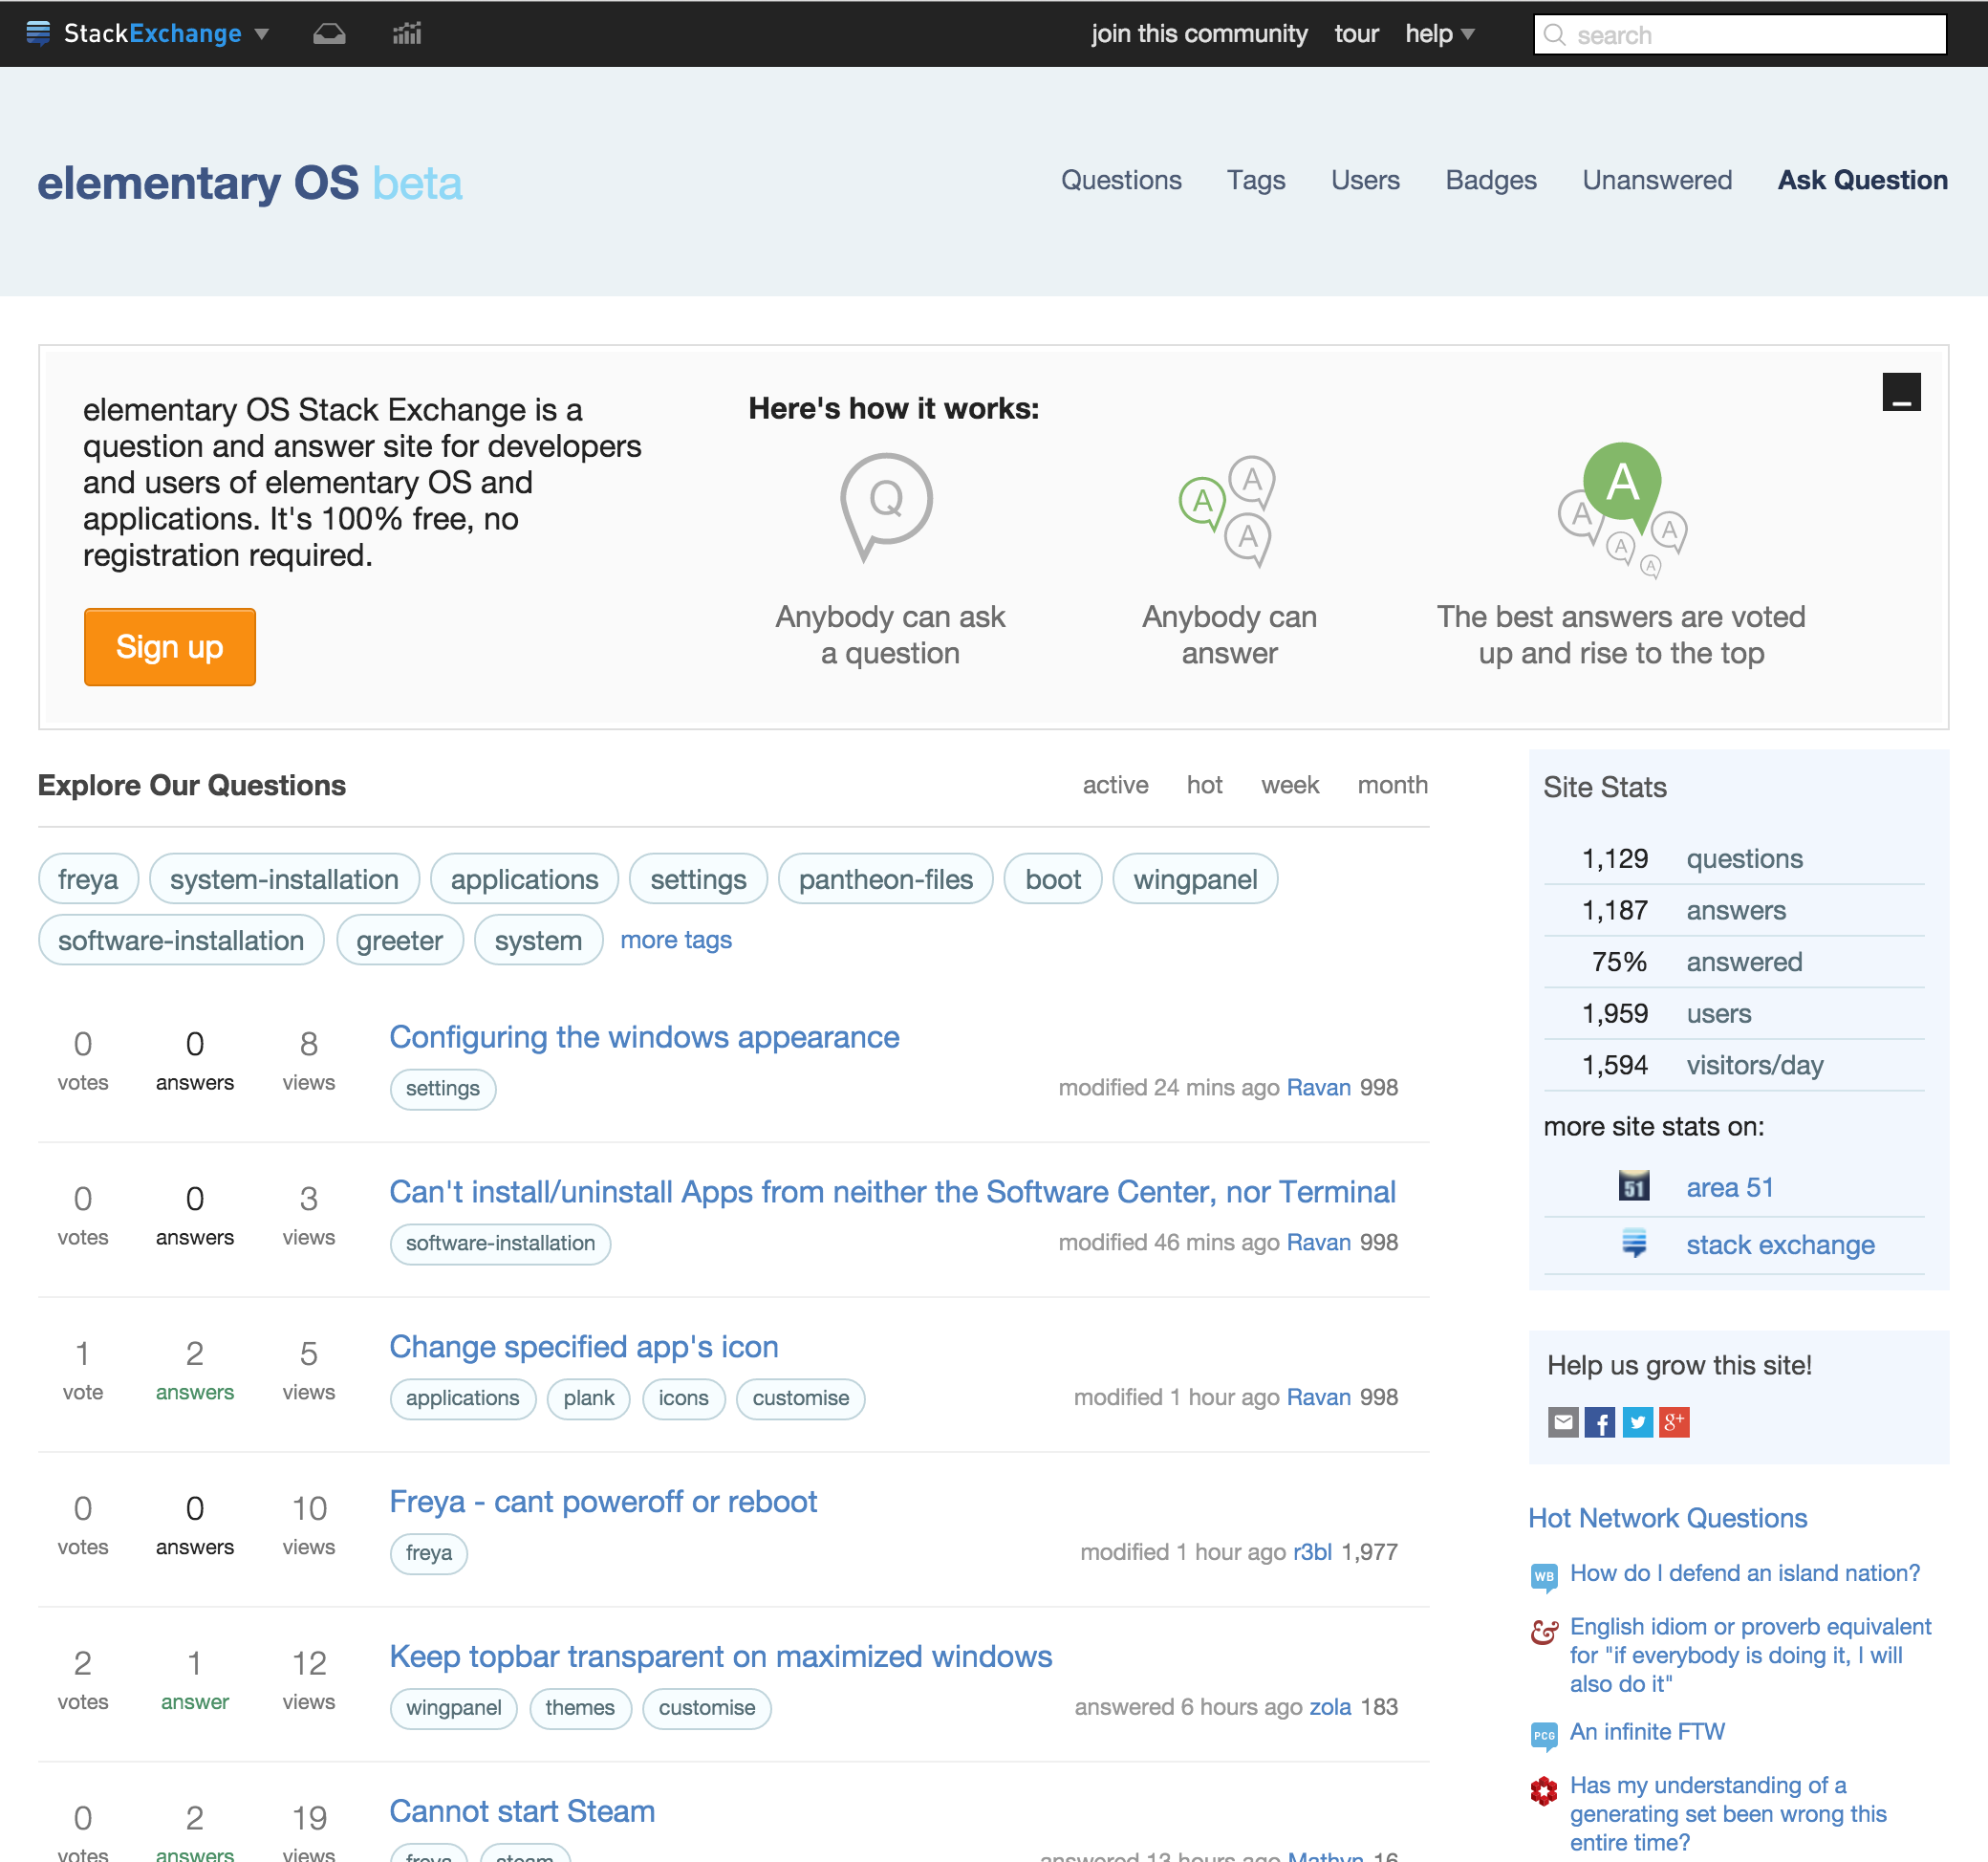 StackExchange
join this community tour help search
elementary OS beta
Questions Tags Users Badges Unanswered Ask Question
elementary OS Stack Exchange is a
question and answer site for developers
and users of elementary OS and
applications. It's 100% free, no
registration required.
Sign up
Here's how it works:
Q
A A A
A A A A A
Anybody can ask
a question
Anybody can
answer
The best answers are voted
up and rise to the top
Explore Our Questions
active hot week month
freya system-installation applications settings pantheon-files boot wingpanel
software-installation greeter system more tags
0 0 8 Configuring the windows appearance
votes answers views settings modified 24 mins ago Ravan 998
0 0 3 Can't install/uninstall Apps from neither the Software Center, nor Terminal
votes answers views software-installation modified 46 mins ago Ravan 998
1 2 5 Change specified app's icon
vote answers views applications plank icons customise modified 1 hour ago Ravan 998
0 0 10 Freya - cant poweroff or reboot
votes answers views freya modified 1 hour ago r3bl 1,977
2 1 12 Keep topbar transparent on maximized windows
votes answer views wingpanel themes customise answered 6 hours ago zola 183
0 2 19 Cannot start Steam
votes answers views freya steam answered 13 hours ago Mathyn 16
Site Stats
1,129 questions
1,187 answers
75% answered
1,959 users
1,594 visitors/day
more site stats on:
51 area 51
stack exchange
Help us grow this site!
f g+
Hot Network Questions
WB How do I defend an island nation?
& English idiom or proverb equivalent
for "if everybody is doing it, I will
also do it"
PCG An infinite FTW
Has my understanding of a
generating set been wrong this
entire time?